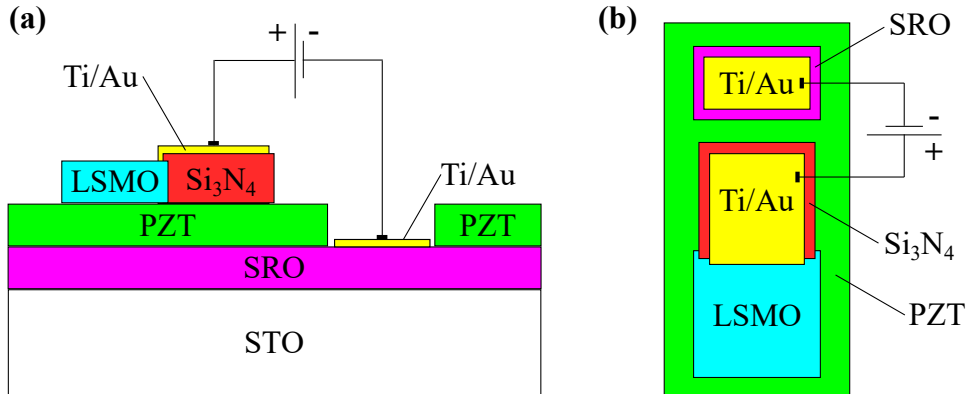 (a)
+ -
Ti/Au
LSMO
Si₃N₄
Ti/Au
PZT
PZT
SRO
STO
(b)
SRO
Ti/Au
-
+
Ti/Au
Si₃N₄
PZT
LSMO